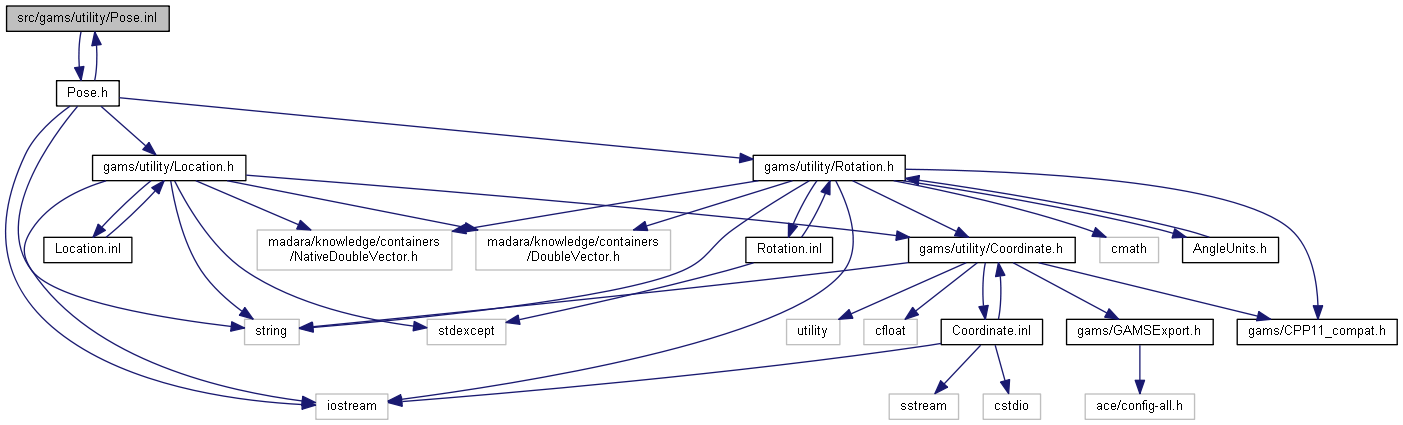 src/gams/utility/Pose.inl
Pose.h
gams/utility/Location.h
gams/utility/Rotation.h
Location.inl
madara/knowledge/containers
/NativeDoubleVector.h
madara/knowledge/containers
/DoubleVector.h
Rotation.inl
gams/utility/Coordinate.h
cmath
AngleUnits.h
string
stdexcept
utility
cfloat
Coordinate.inl
gams/GAMSExport.h
gams/CPP11_compat.h
iostream
sstream
cstdio
ace/config-all.h